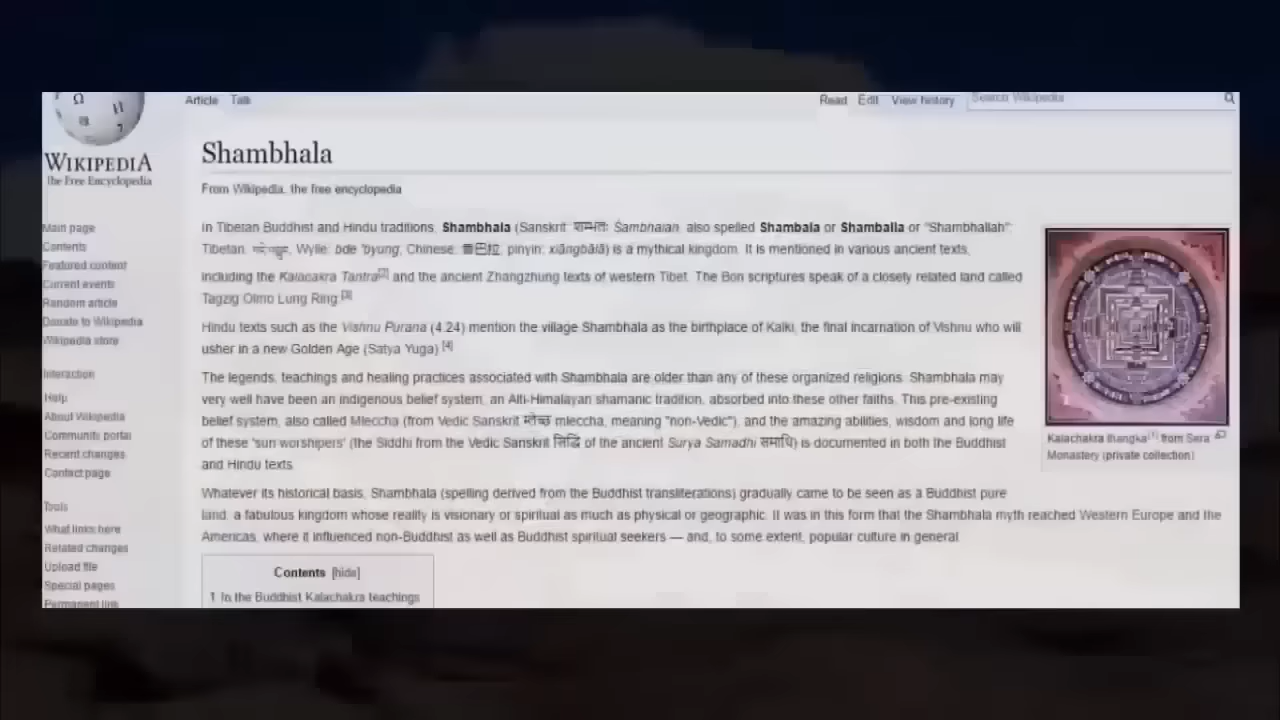 Article Talk
Read Edit View history Search Wikipedia
WIKIPEDIA
The Free Encyclopedia
Shambhala
From Wikipedia, the free encyclopedia
In Tibetan Buddhist and Hindu traditions, Shambhala (Sanskrit: शम्भलः Śambhalaḥ, also spelled Shambala or Shamballa or "Shambhallah";
Tibetan: Wylie: bde 'byung, Chinese: 香巴拉, pinyin: xiāngbālā) is a mythical kingdom. It is mentioned in various ancient texts,
including the Kalacakra Tantra[2] and the ancient Zhangzhung texts of western Tibet. The Bon scriptures speak of a closely related land called
Tagzig Olmo Lung Ring.[3]
Hindu texts such as the Vishnu Purana (4.24) mention the village Shambhala as the birthplace of Kalki, the final incarnation of Vishnu who will
usher in a new Golden Age (Satya Yuga).[4]
The legends, teachings and healing practices associated with Shambhala are older than any of these organized religions. Shambhala may
very well have been an indigenous belief system, an Alti-Himalayan shamanic tradition, absorbed into these other faiths. This pre-existing
belief system, also called Mleccha (from Vedic Sanskrit म्लेच्छ mleccha, meaning "non-Vedic"), and the amazing abilities, wisdom and long life
of these 'sun worshipers' (the Siddhi from the Vedic Sanskrit सिद्धि of the ancient Surya Samadhi समाधि) is documented in both the Buddhist
and Hindu texts.
Whatever its historical basis, Shambhala (spelling derived from the Buddhist transliterations) gradually came to be seen as a Buddhist pure
land, a fabulous kingdom whose reality is visionary or spiritual as much as physical or geographic. It was in this form that the Shambhala myth reached Western Europe and the
Americas, where it influenced non-Buddhist as well as Buddhist spiritual seekers — and, to some extent, popular culture in general.
Contents [hide]
1 In the Buddhist Kalachakra teachings
Kalachakra thangka[1] from Sera
Monastery (private collection)
Main page
Contents
Featured content
Current events
Random article
Donate to Wikipedia
Wikipedia store
Interaction
Help
About Wikipedia
Community portal
Recent changes
Contact page
Tools
What links here
Related changes
Upload file
Special pages
Permanent link